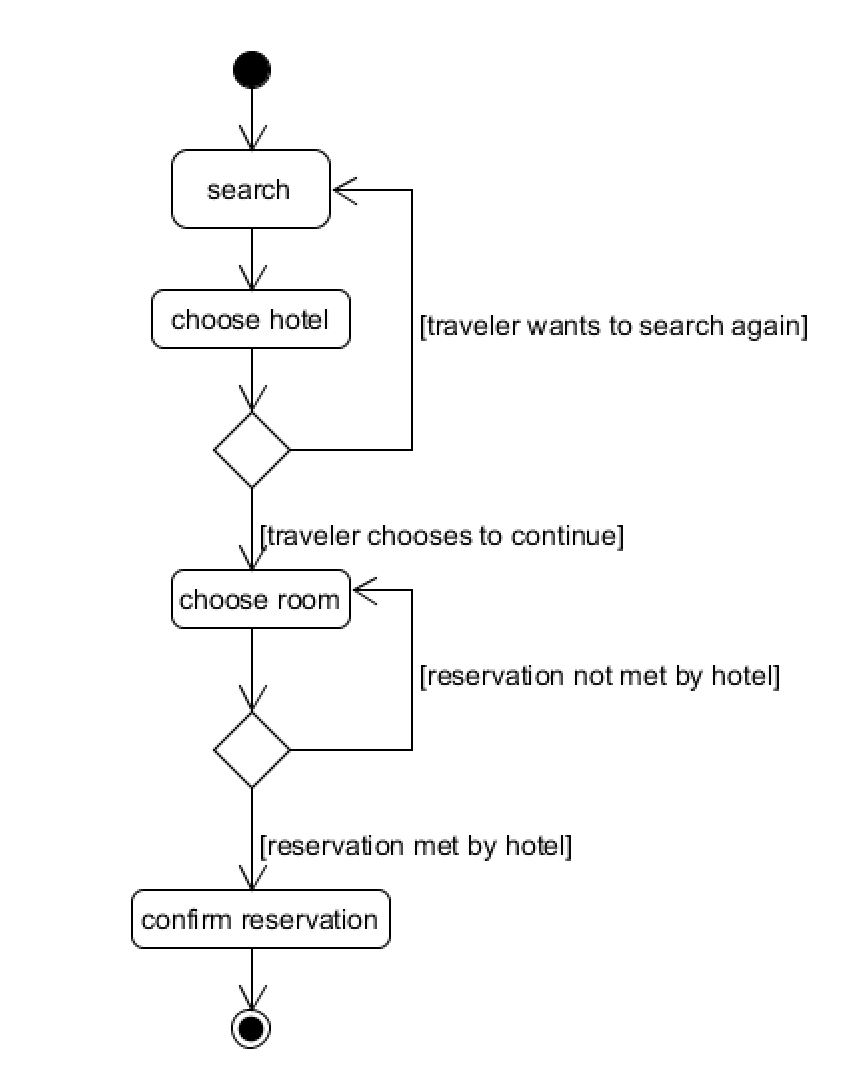 search
choose hotel
[traveler wants to search again]
[traveler chooses to continue]
choose room
[reservation not met by hotel]
[reservation met by hotel]
confirm reservation